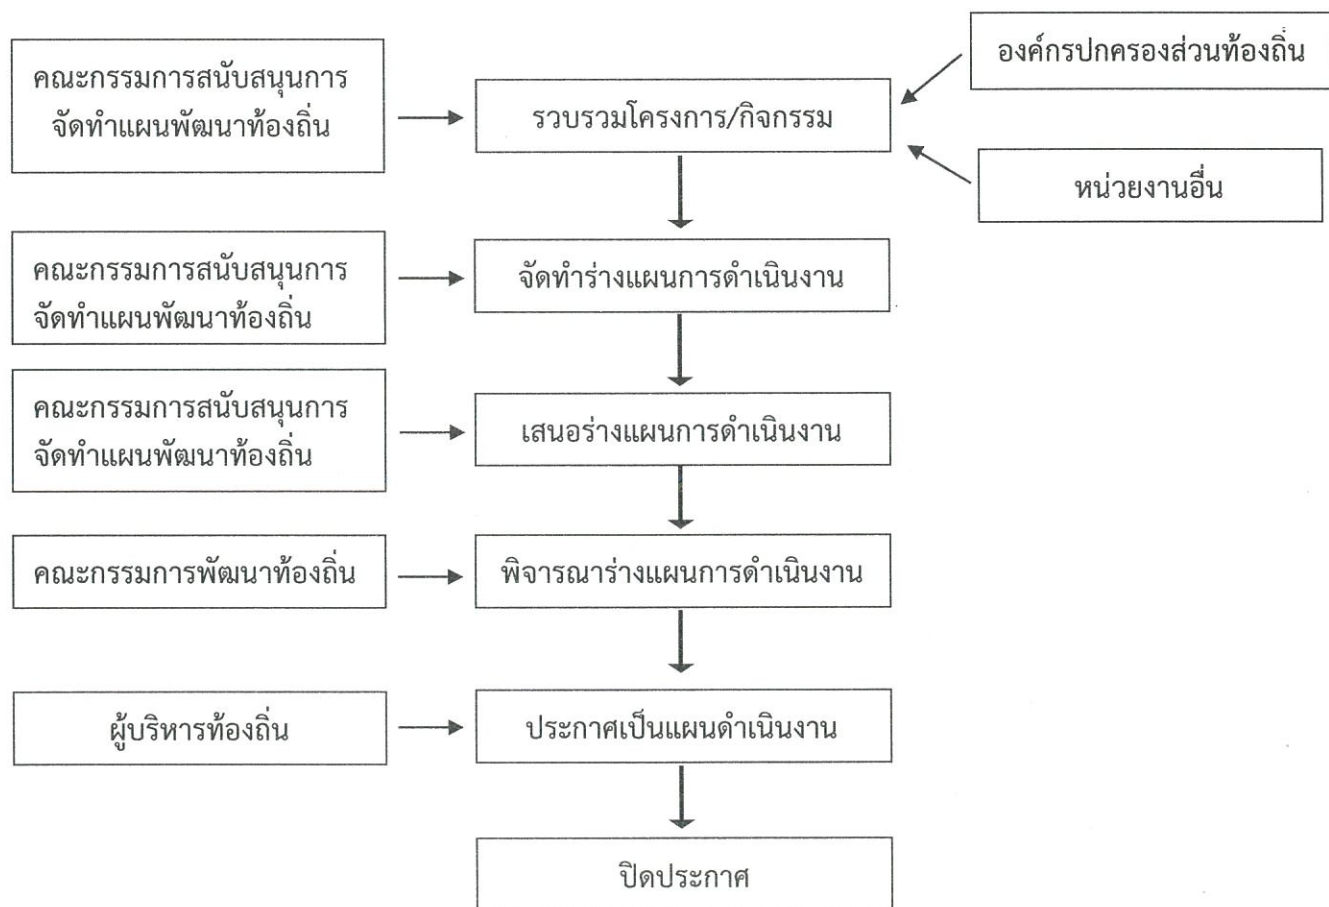 องค์กรปกครองส่วนท้องถิ่น
คณะกรรมการสนับสนุนการ
จัดทำแผนพัฒนาท้องถิ่น
รวบรวมโครงการ/กิจกรรม
หน่วยงานอื่น
คณะกรรมการสนับสนุนการ
จัดทำแผนพัฒนาท้องถิ่น
จัดทำร่างแผนการดำเนินงาน
คณะกรรมการสนับสนุนการ
จัดทำแผนพัฒนาท้องถิ่น
เสนอร่างแผนการดำเนินงาน
คณะกรรมการพัฒนาท้องถิ่น
พิจารณาร่างแผนการดำเนินงาน
ผู้บริหารท้องถิ่น
ประกาศเป็นแผนดำเนินงาน
ปิดประกาศ